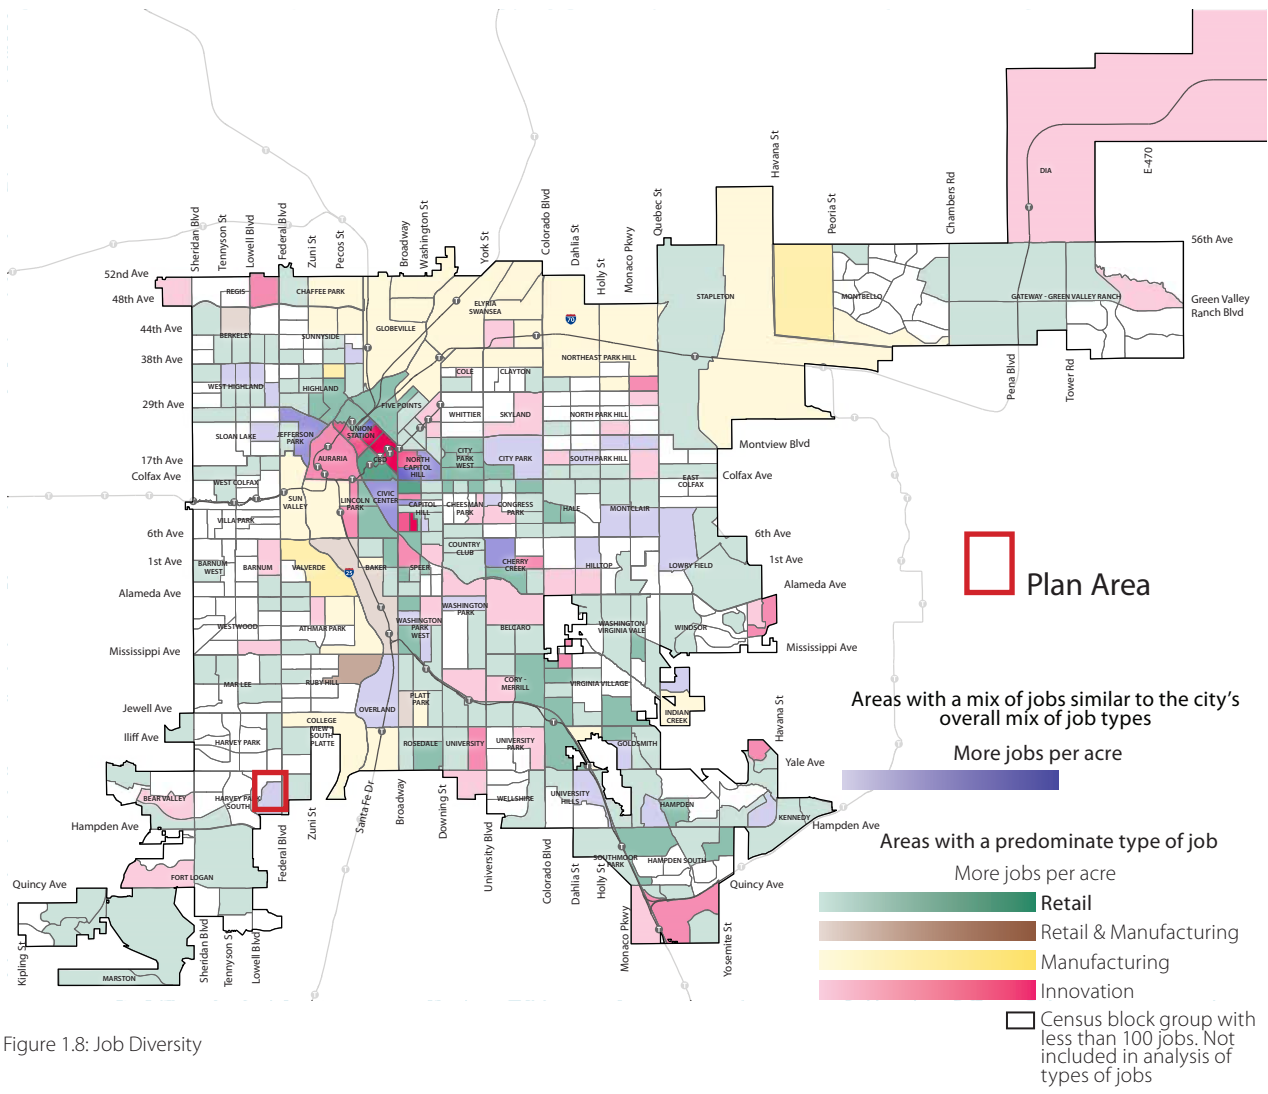 Sheridan Blvd
Tennyson St
Lowell Blvd
Federal Blvd
Zuni St
Pecos St
Broadway
Washington St
York St
Colorado Blvd
Dahlia St
Holly St
Monaco Pkwy
Quebec St
Havana St
Peoria St
Chambers Rd
E-470
DIA
56th Ave
Green Valley
Ranch Blvd
52nd Ave
48th Ave
44th Ave
38th Ave
29th Ave
17th Ave
Colfax Ave
6th Ave
1st Ave
Alameda Ave
Mississippi Ave
Jewell Ave
Iliff Ave
Hampden Ave
Quincy Ave
REGIS
CHAFFEE PARK
BERKELEY
SUNNYSIDE
GLOBEVILLE
ELYRIA
SWANSEA
70
STAPLETON
MONTBELLO
GATEWAY - GREEN VALLEY RANCH
NORTHEAST PARK HILL
WEST HIGHLAND
HIGHLAND
COLE
CLAYTON
FIVE POINTS
WHITTIER
SKYLAND
NORTH PARK HILL
Pena Blvd
Tower Rd
SLOAN LAKE
JEFFERSON
PARK
UNION
STATION
AURARIA
CBD
NORTH
CAPITOL
HILL
CITY
PARK
WEST
CITY PARK
SOUTH PARK HILL
Montview Blvd
EAST
COLFAX
Colfax Ave
WEST COLFAX
SUN
VALLEY
LINCOLN
PARK
CIVIC
CENTER
CAPITOL
HILL
CHEESMAN
PARK
CONGRESS
PARK
HALE
MONTCLAIR
VILLA PARK
6th Ave
1st Ave
Alameda Ave
Mississippi Ave
BARNUM
WEST
BARNUM
VALVERDE
25
BAKER
SPEER
COUNTRY
CLUB
CHERRY
CREEK
HILLTOP
LOWRY FIELD
WESTWOOD
ATHMAR PARK
WASHINGTON
PARK
WEST
WASHINGTON
PARK
BELCARO
WASHINGTON
VIRGINIA VALE
WINDSOR
MAR LEE
RUBY HILL
OVERLAND
PLATT
PARK
CORY -
MERRILL
VIRGINIA VILLAGE
INDIAN
CREEK
HARVEY PARK
COLLEGE
VIEW
SOUTH
PLATTE
ROSEDALE
UNIVERSITY
UNIVERSITY
PARK
GOLDSMITH
BEAR VALLEY
HARVEY PARK
SOUTH
WELLSHIRE
UNIVERSITY
HILLS
HAMPDEN
KENNEDY
Havana St
Yale Ave
Hampden Ave
FORT LOGAN
SOUTHMOOR
PARK
HAMPDEN SOUTH
Quincy Ave
MARSTON
Kipling St
Sheridan Blvd
Tennyson St
Lowell Blvd
Federal Blvd
Zuni St
Santa Fe Dr
Broadway
Downing St
University Blvd
Colorado Blvd
Dahlia St
Holly St
Monaco Pkwy
Yosemite St
Plan Area
Areas with a mix of jobs similar to the city's
overall mix of job types
More jobs per acre
Areas with a predominate type of job
More jobs per acre
Retail
Retail & Manufacturing
Manufacturing
Innovation
Census block group with
less than 100 jobs. Not
included in analysis of
types of jobs
Figure 1.8: Job Diversity